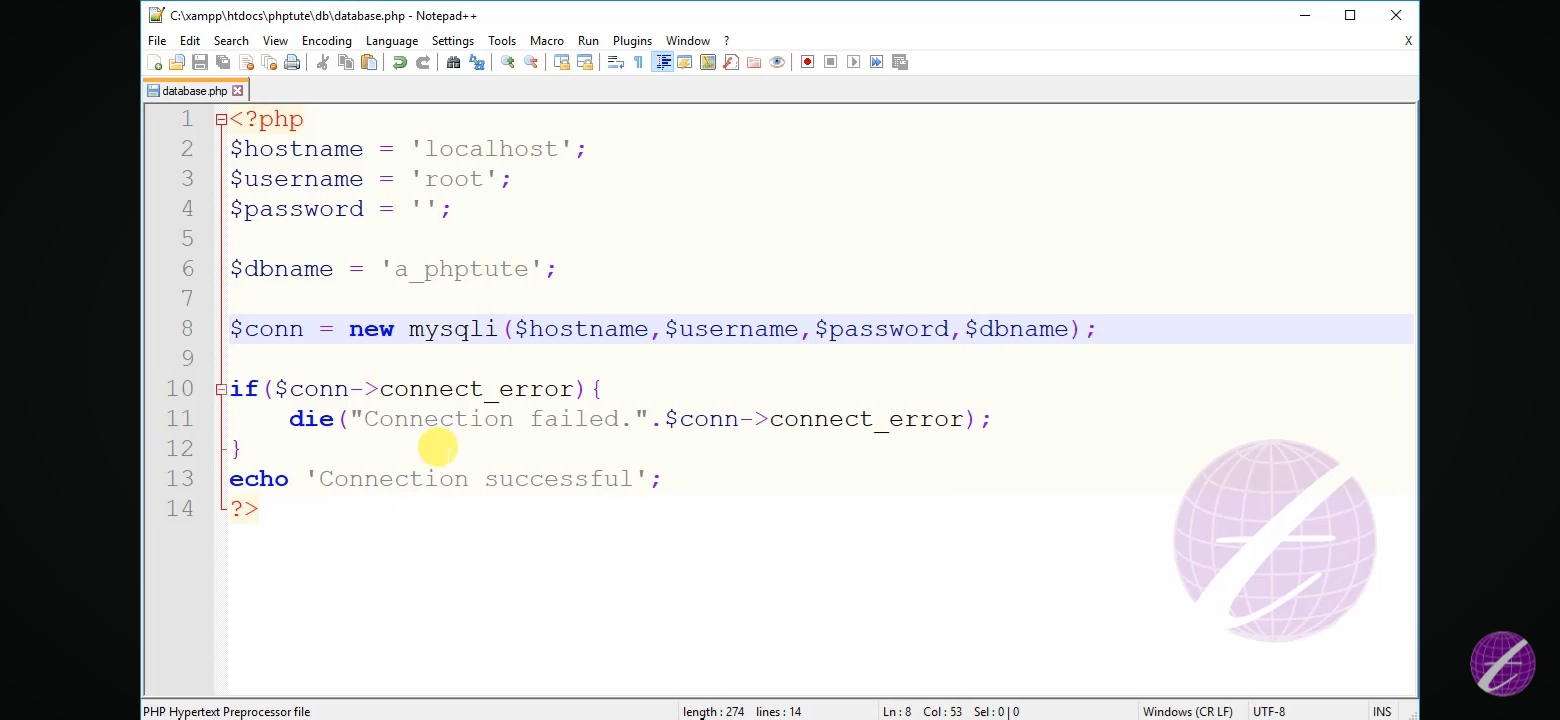 C:\xampp\htdocs\phptute\db\database.php - Notepad++
File Edit Search View Encoding Language Settings Tools Macro Run Plugins Window ? X
database.php
1 <?php
2 $hostname = 'localhost';
3 $username = 'root';
4 $password = '';
5
6 $dbname = 'a_phptute';
7
8 $conn = new mysqli($hostname,$username,$password,$dbname);
9
10 if($conn->connect_error){
11 die("Connection failed.".$conn->connect_error);
12 }
13 echo 'Connection successful';
14 ?>
PHP Hypertext Preprocessor file length : 274 lines : 14 Ln : 8 Col : 53 Sel : 0 | 0 Windows (CR LF) UTF-8 INS